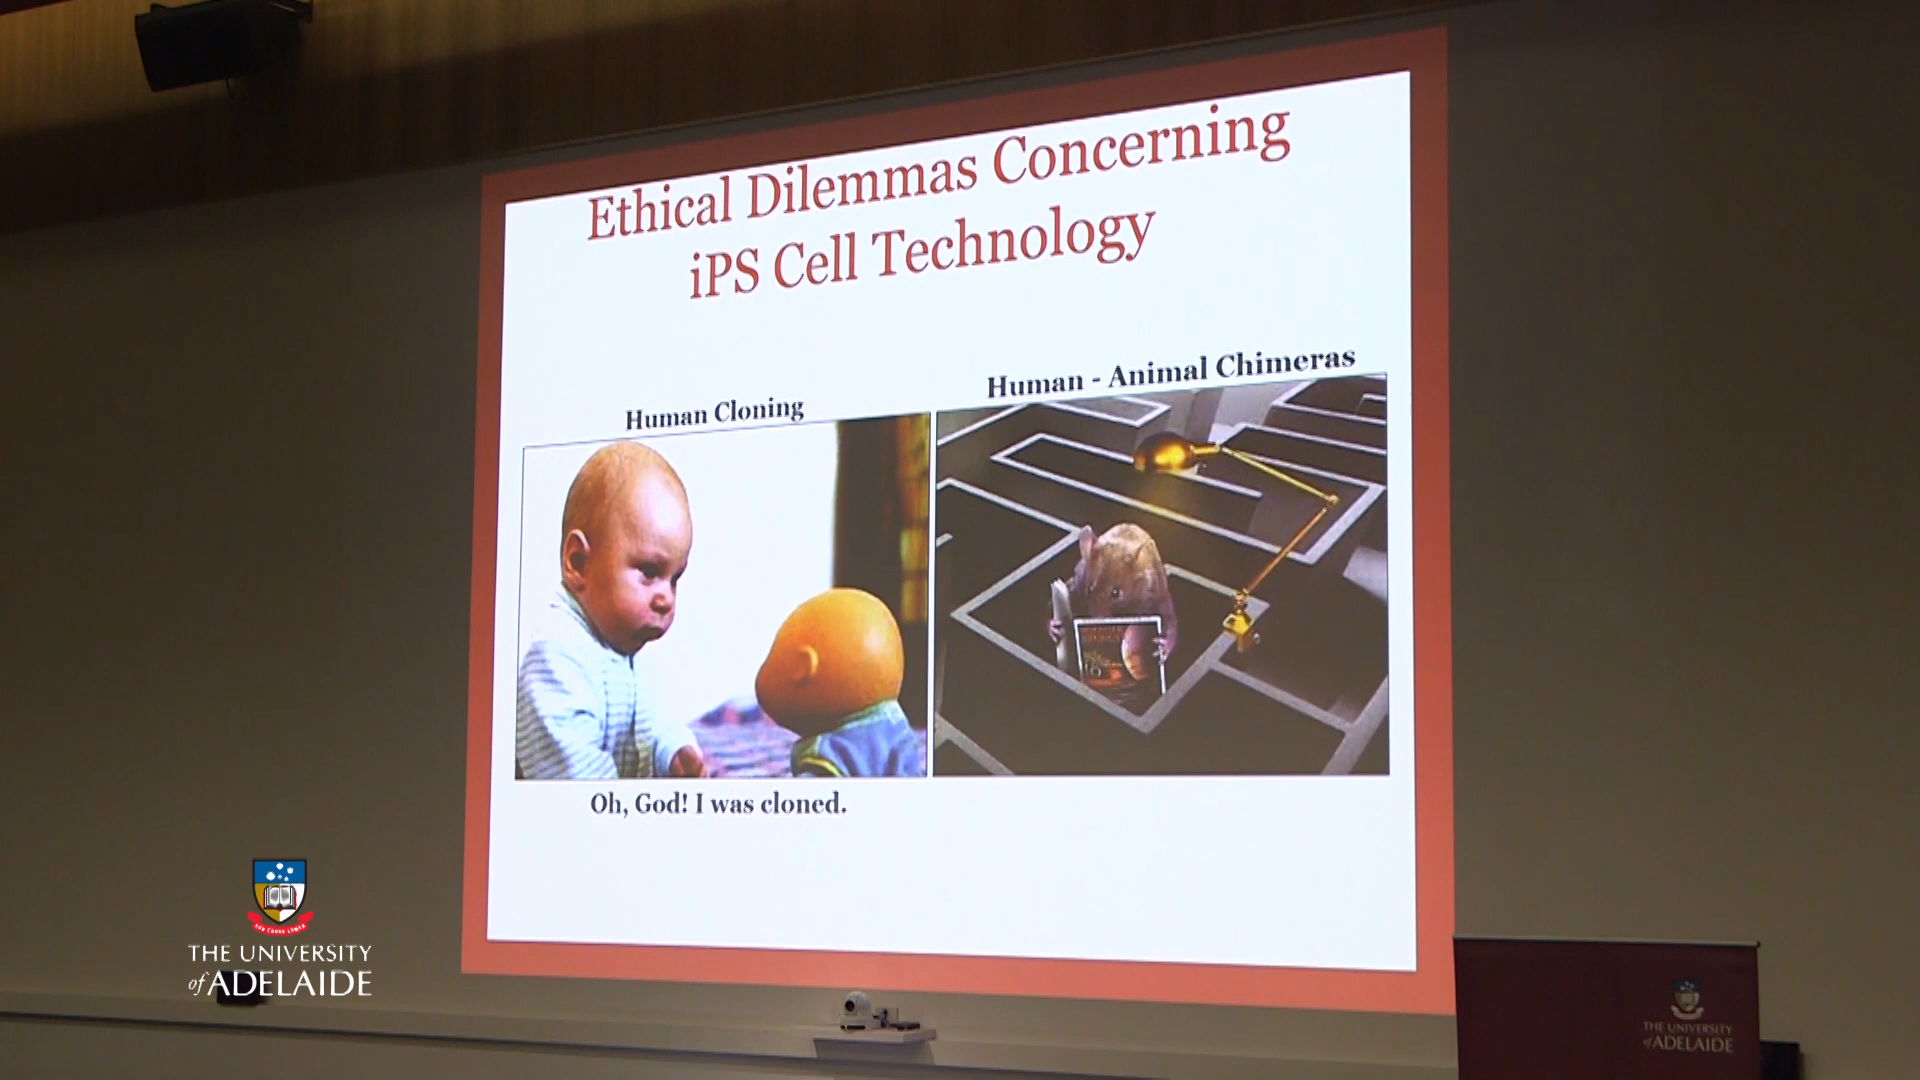 Ethical Dilemmas Concerning
iPS Cell Technology
Human Cloning
Human - Animal Chimeras
Oh, God! I was cloned.
THE UNIVERSITY
of ADELAIDE
THE UNIVERSITY
of ADELAIDE